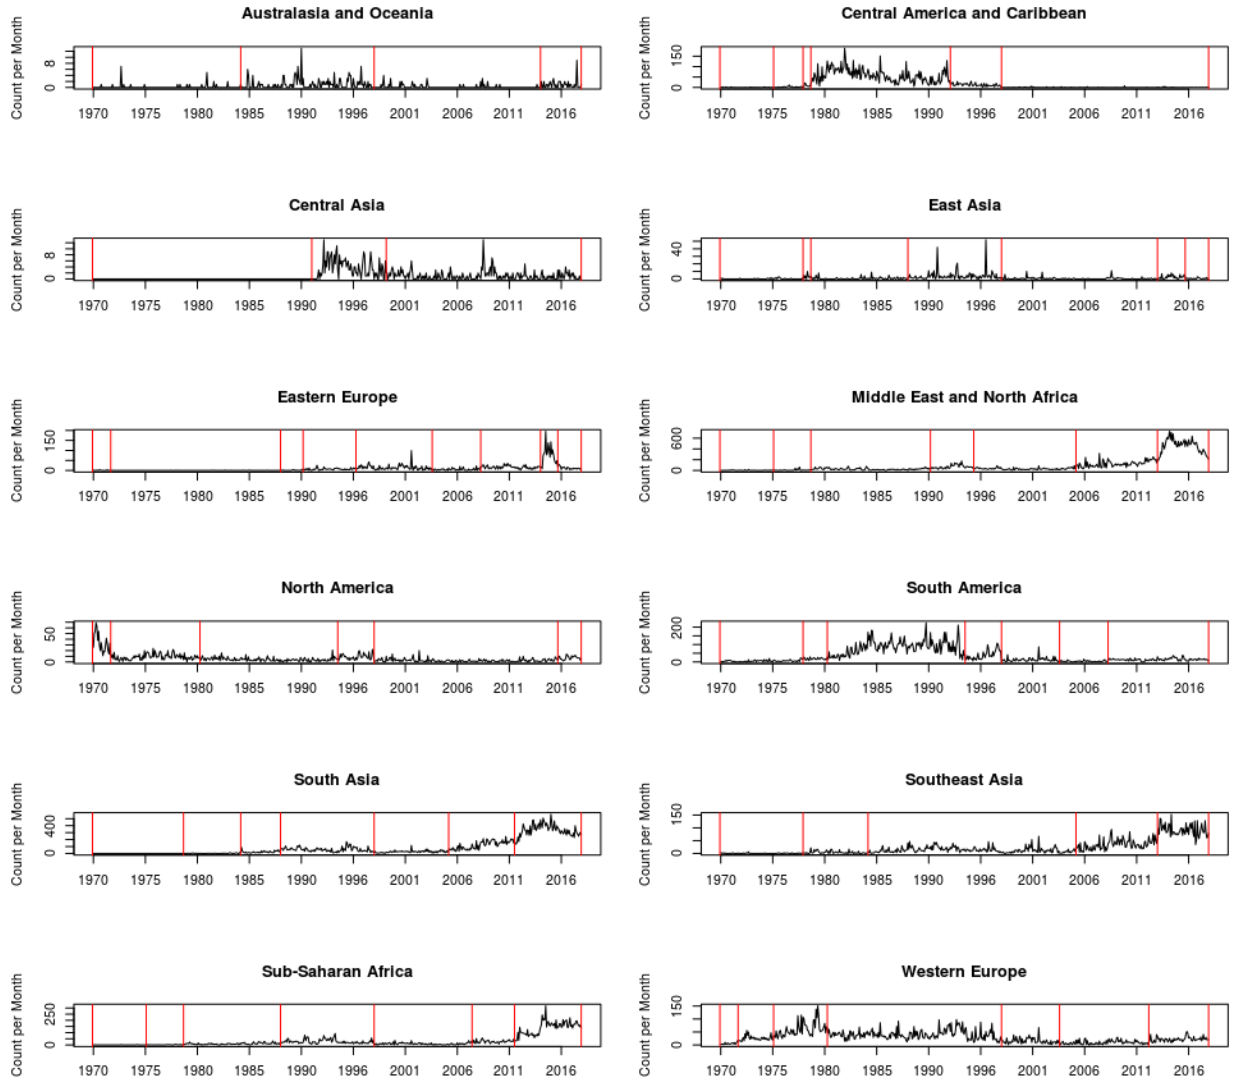 Australasia and Oceania
Count per Month
0 8
1970 1975 1980 1985 1990 1996 2001 2006 2011 2016
Central America and Caribbean
Count per Month
0 150
1970 1975 1980 1985 1990 1996 2001 2006 2011 2016
Central Asia
Count per Month
0 8
1970 1975 1980 1985 1990 1996 2001 2006 2011 2016
East Asia
Count per Month
0 40
1970 1975 1980 1985 1990 1996 2001 2006 2011 2016
Eastern Europe
Count per Month
0 150
1970 1975 1980 1985 1990 1996 2001 2006 2011 2016
Middle East and North Africa
Count per Month
0 600
1970 1975 1980 1985 1990 1996 2001 2006 2011 2016
North America
Count per Month
0 50
1970 1975 1980 1985 1990 1996 2001 2006 2011 2016
South America
Count per Month
0 200
1970 1975 1980 1985 1990 1996 2001 2006 2011 2016
South Asia
Count per Month
0 400
1970 1975 1980 1985 1990 1996 2001 2006 2011 2016
Southeast Asia
Count per Month
0 150
1970 1975 1980 1985 1990 1996 2001 2006 2011 2016
Sub-Saharan Africa
Count per Month
0 250
1970 1975 1980 1985 1990 1996 2001 2006 2011 2016
Western Europe
Count per Month
0 150
1970 1975 1980 1985 1990 1996 2001 2006 2011 2016